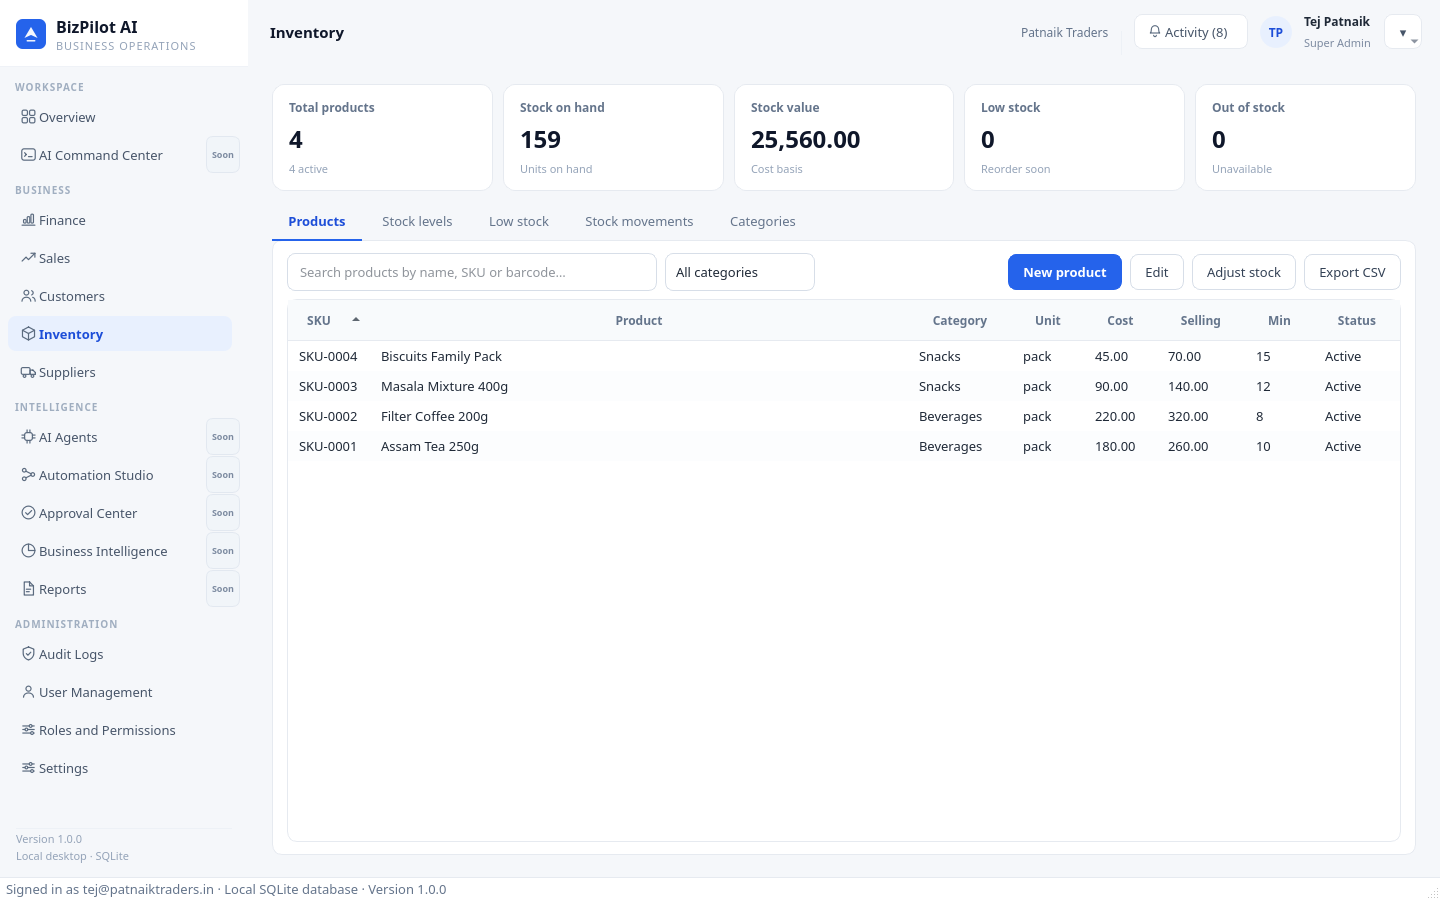 BizPilot AI
BUSINESS OPERATIONS
Inventory
Patnaik Traders
Activity (8)
TP
Tej Patnaik
Super Admin
WORKSPACE
Overview
AI Command Center Soon
BUSINESS
Finance
Sales
Customers
Inventory
Suppliers
INTELLIGENCE
AI Agents Soon
Automation Studio Soon
Approval Center Soon
Business Intelligence Soon
Reports Soon
ADMINISTRATION
Audit Logs
User Management
Roles and Permissions
Settings
Version 1.0.0
Local desktop · SQLite
Total products
4
4 active
Stock on hand
159
Units on hand
Stock value
25,560.00
Cost basis
Low stock
0
Reorder soon
Out of stock
0
Unavailable
Products Stock levels Low stock Stock movements Categories
Search products by name, SKU or barcode... All categories New product Edit Adjust stock Export CSV
SKU Product Category Unit Cost Selling Min Status
SKU-0004 Biscuits Family Pack Snacks pack 45.00 70.00 15 Active
SKU-0003 Masala Mixture 400g Snacks pack 90.00 140.00 12 Active
SKU-0002 Filter Coffee 200g Beverages pack 220.00 320.00 8 Active
SKU-0001 Assam Tea 250g Beverages pack 180.00 260.00 10 Active
Signed in as tej@patnaiktraders.in · Local SQLite database · Version 1.0.0